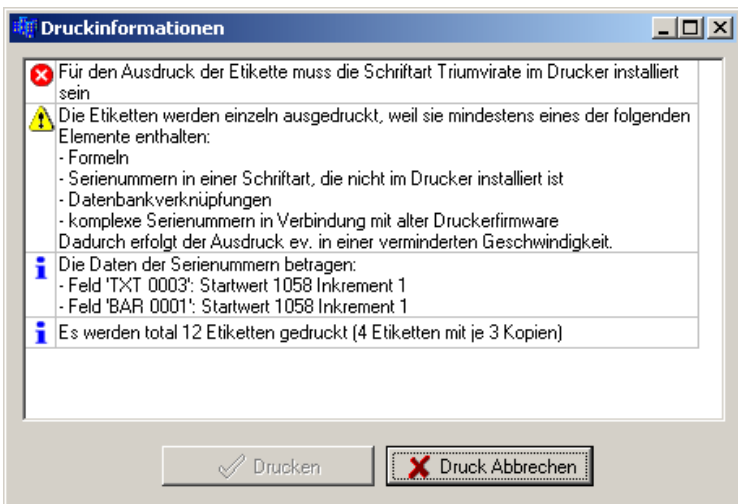 Druckinformationen
Für den Ausdruck der Etikette muss die Schriftart Triumvirate im Drucker installiert
sein
Die Etiketten werden einzeln ausgedruckt, weil sie mindestens eines der folgenden
Elemente enthalten:
- Formeln
- Serienummern in einer Schriftart, die nicht im Drucker installiert ist
- Datenbankverknüpfungen
- komplexe Serienummern in Verbindung mit alter Druckerfirmware
Dadurch erfolgt der Ausdruck ev. in einer verminderten Geschwindigkeit.
Die Daten der Serienummern betragen:
- Feld 'TXT 0003': Startwert 1058 Inkrement 1
- Feld 'BAR 0001': Startwert 1058 Inkrement 1
Es werden total 12 Etiketten gedruckt (4 Etiketten mit je 3 Kopien)
Drucken
Druck Abbrechen